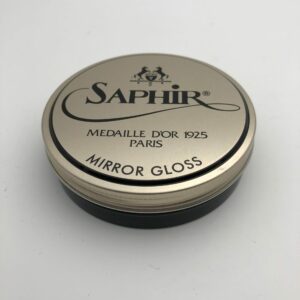 SAPHIR®
MEDAILLE D'OR 1925
PARIS
MIRROR GLOSS